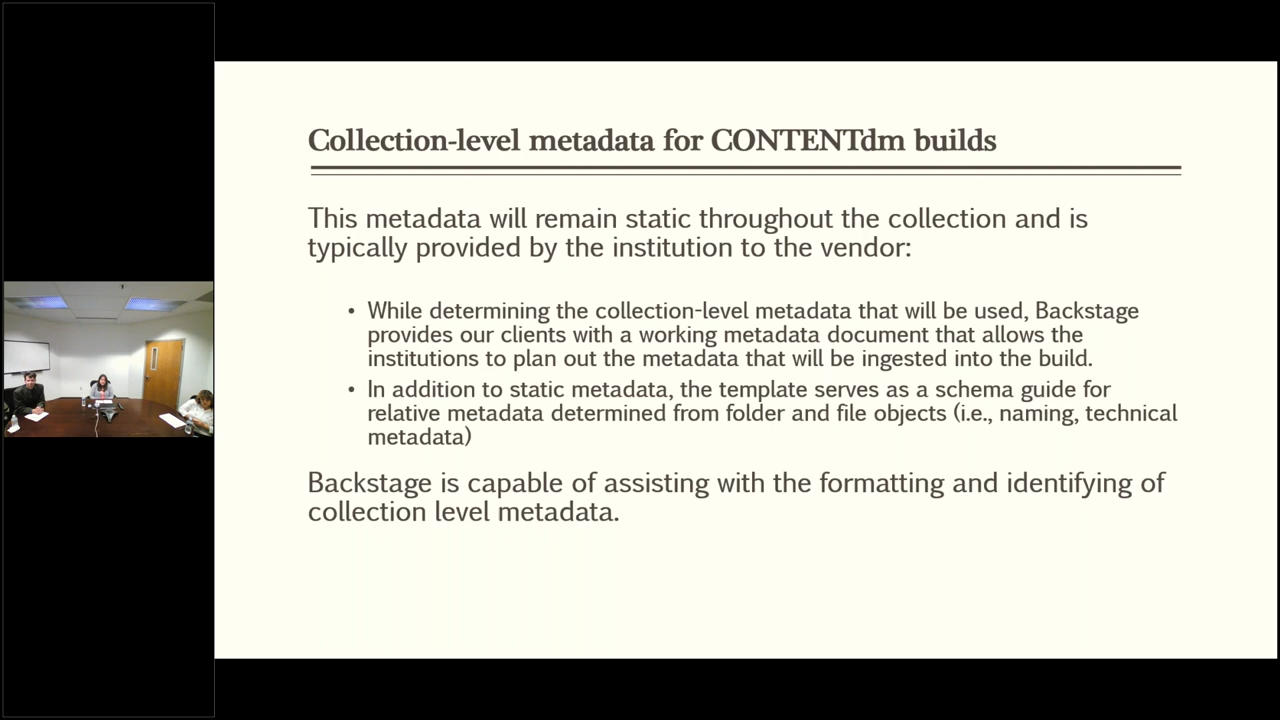 Collection-level metadata for CONTENTdm builds
This metadata will remain static throughout the collection and is
typically provided by the institution to the vendor:
• While determining the collection-level metadata that will be used, Backstage
provides our clients with a working metadata document that allows the
institutions to plan out the metadata that will be ingested into the build.
• In addition to static metadata, the template serves as a schema guide for
relative metadata determined from folder and file objects (i.e., naming, technical
metadata)
Backstage is capable of assisting with the formatting and identifying of
collection level metadata.